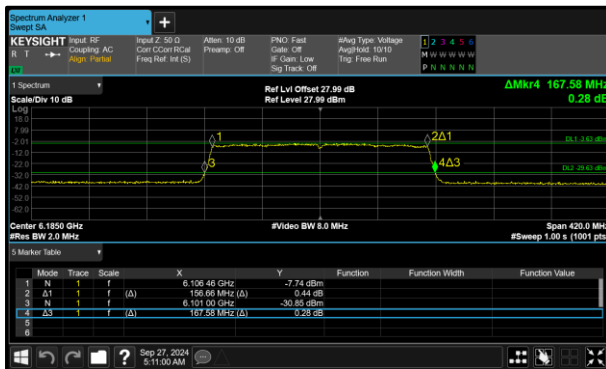 Spectrum Analyzer 1
Swept SA
KEYSIGHT Input: RF Input Z: 50 Ω Atten: 10 dB PNO: Fast #Avg Type: Voltage 1 2 3 4 5 6
R T Coupling: AC Corr CCorr RCal Preamp: Off Gate: Off Avg|Hold: 10/10 M W W W W W
Align: Partial Freq Ref: Int (S) IF Gain: Low Trig: Free Run
Sig Track: Off P N N N N N
1 Spectrum Ref Lvl Offset 27.99 dB ΔMkr4 167.58 MHz
Scale/Div 10 dB Ref Level 27.99 dBm 0.28 dB
Log
18.0
7.99
-2.01 1 2Δ1 DL1 -3.63 dBm
-12.0
-22.0 3 4Δ3 DL2 -29.63 dBm
-32.0
-42.0
-52.0
-62.0
Center 6.1850 GHz #Video BW 8.0 MHz Span 420.0 MHz
#Res BW 2.0 MHz #Sweep 1.00 s (1001 pts)
5 Marker Table
Mode Trace Scale X Y Function Function Width Function Value
1 N 1 f 6.106 46 GHz -7.74 dBm
2 Δ1 1 f (Δ) 156.66 MHz (Δ) 0.44 dB
3 N 1 f 6.101 00 GHz -30.85 dBm
4 Δ3 1 f (Δ) 167.58 MHz (Δ) 0.28 dB
5
6
? Sep 27, 2024
5:11:00 AM